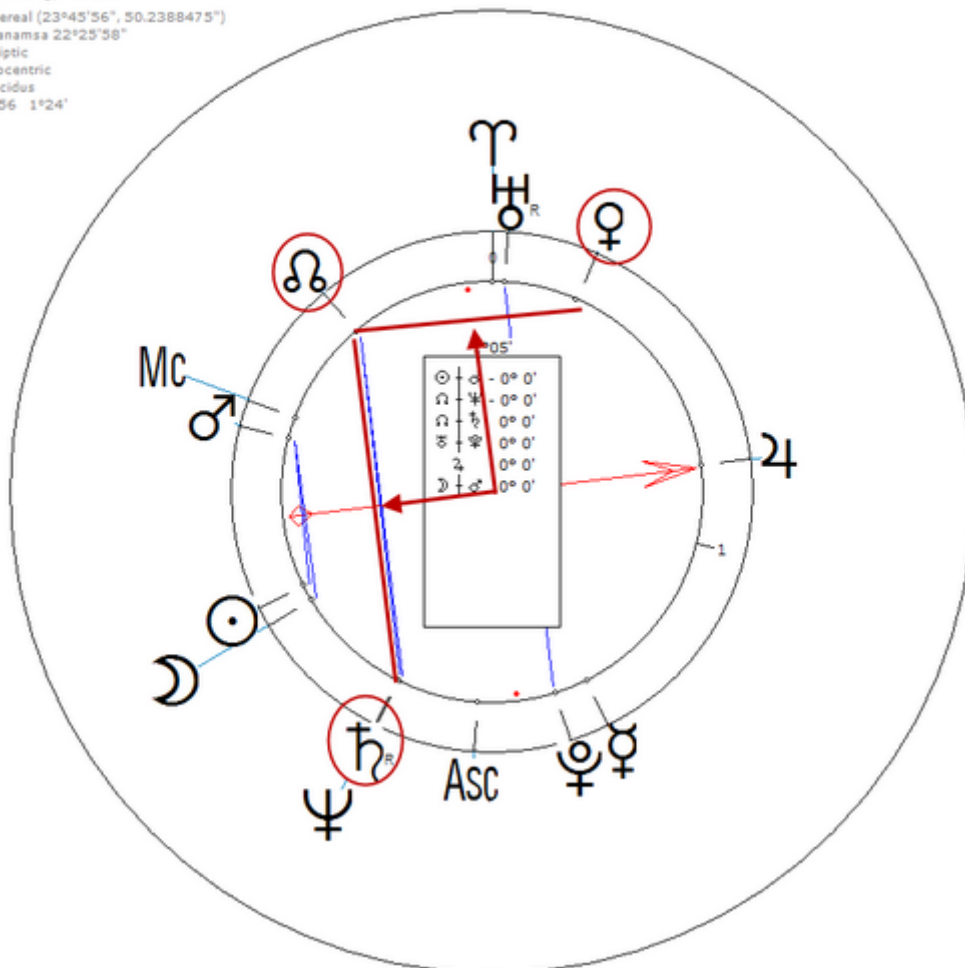 ereal (23°45'56", 50.2388475")
anamsa 22°25'58"
iptic
ocentric
cidus
56 1°24'
♈
♅ R
♀
☊
0
Mc
♂
°05'
☉ ♂ - 0° 0'
☊ ♆ - 0° 0'
☊ ♄ 0° 0'
0° 0'
♃ 0° 0'
☽ ♂ - 0° 0'
♃
1
☉
☽
♄ R
♆
Asc
♇ ☿